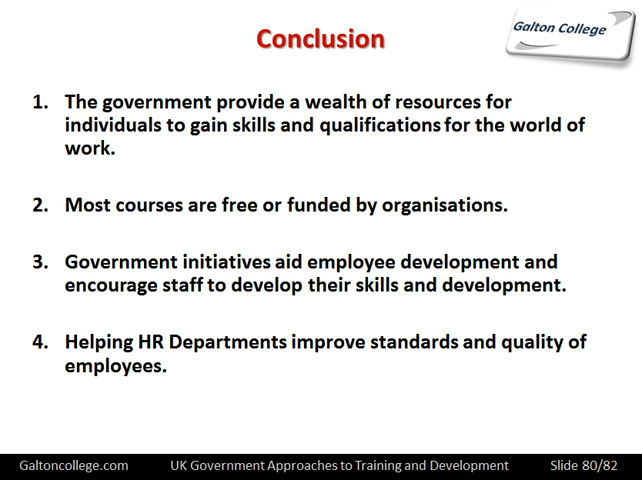 Conclusion
Galton College
1. The government provide a wealth of resources for
individuals to gain skills and qualifications for the world of
work.
2. Most courses are free or funded by organisations.
3. Government initiatives aid employee development and
encourage staff to develop their skills and development.
4. Helping HR Departments improve standards and quality of
employees.
Galtoncollege.com UK Government Approaches to Training and Development Slide 80/82